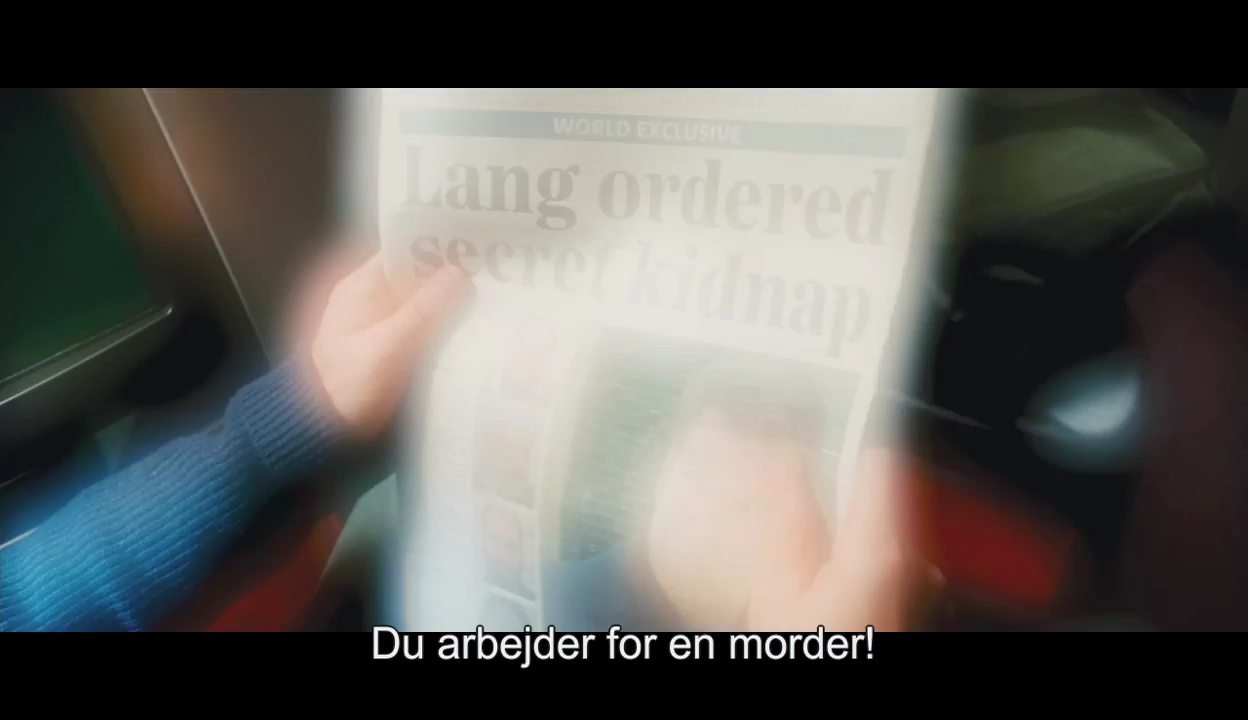 WORLD EXCLUSIVE
Lang ordered
secret kidnap
Du arbejder for en morder!